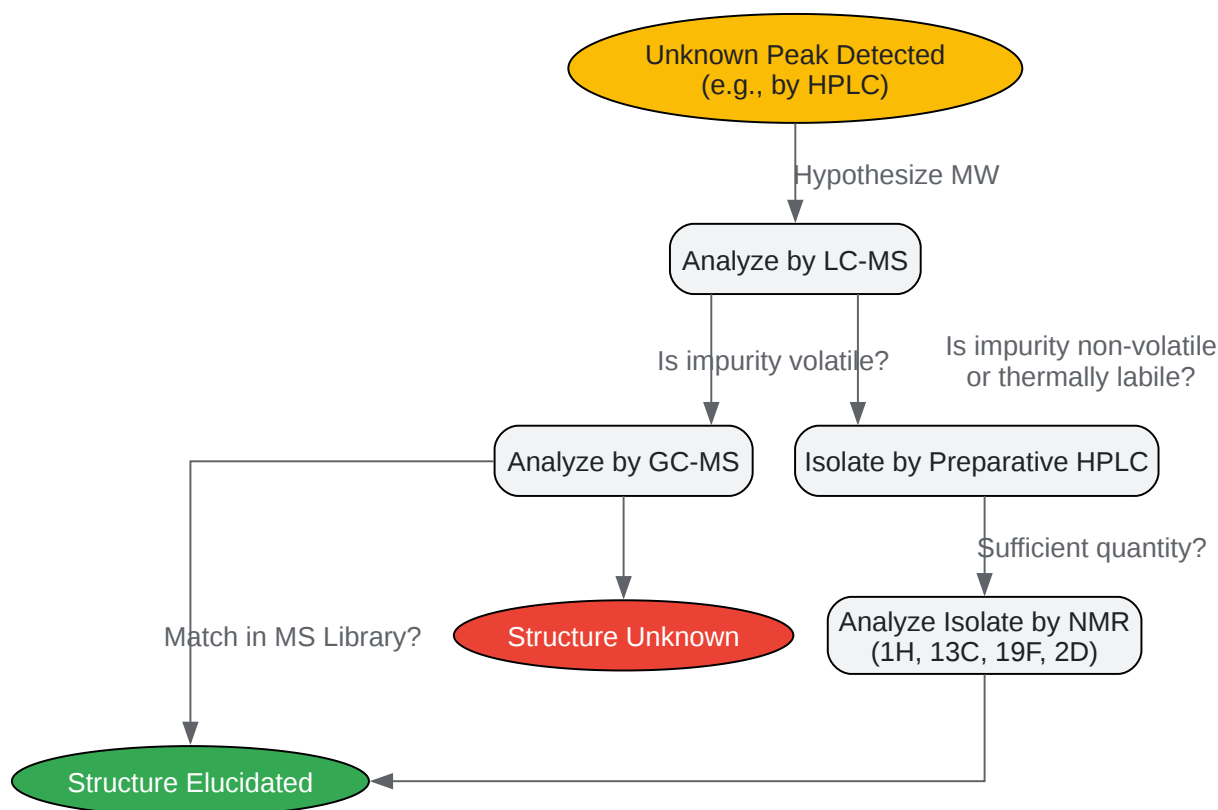 Unknown Peak Detected
(e.g., by HPLC)
Hypothesize MW
Analyze by LC-MS
Is impurity volatile?
Is impurity non-volatile
or thermally labile?
Analyze by GC-MS
Isolate by Preparative HPLC
Sufficient quantity?
Match in MS Library?
Structure Unknown
Analyze Isolate by NMR
(1H, 13C, 19F, 2D)
Structure Elucidated